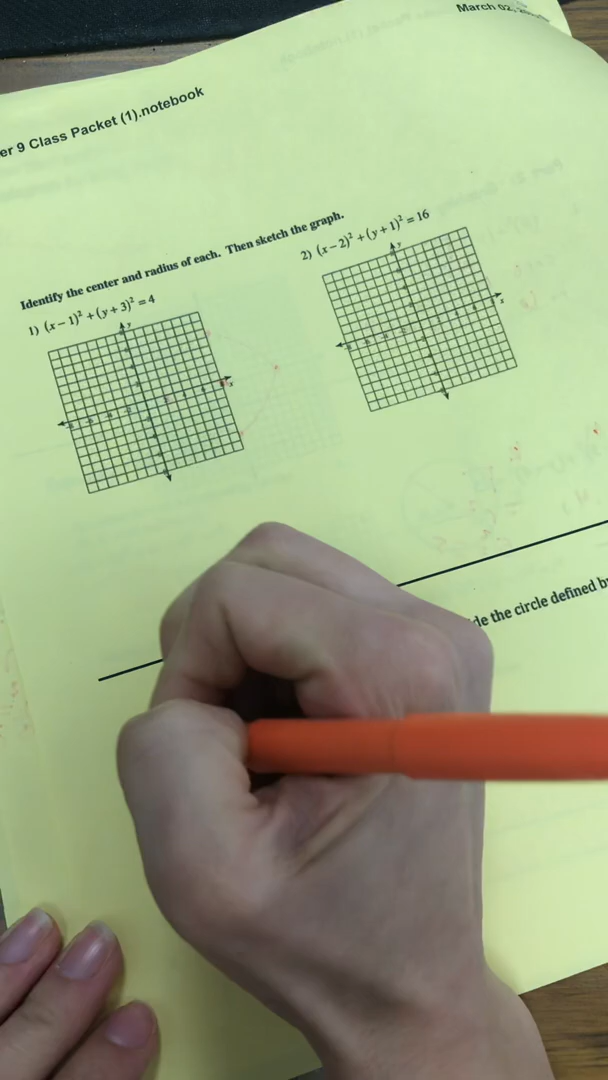 March 02,
er 9 Class Packet (1).notebook
Identify the center and radius of each. Then sketch the graph.
1) (x − 1)² + (y + 3)² = 4
2) (x − 2)² + (y + 1)² = 16
y
x
y
x
de the circle defined b